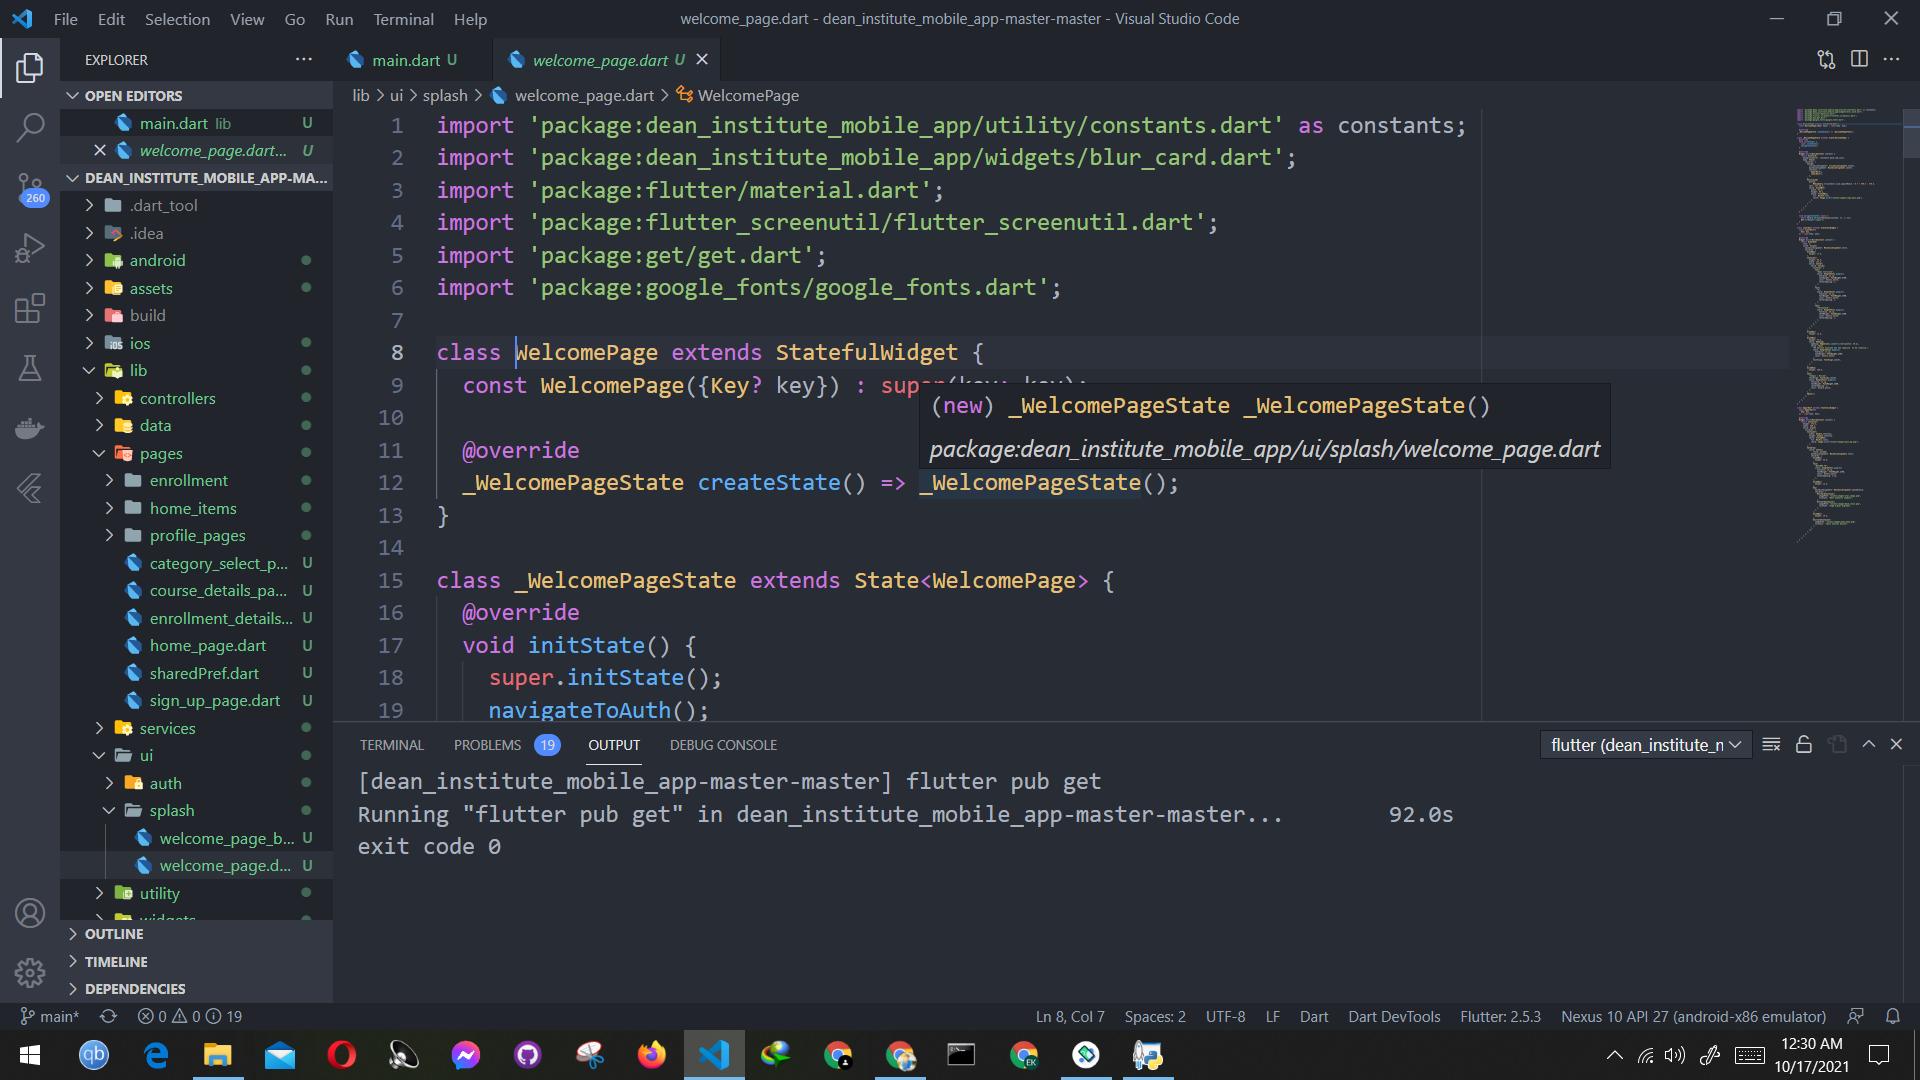 File Edit Selection View Go Run Terminal Help
welcome_page.dart - dean_institute_mobile_app-master-master - Visual Studio Code
EXPLORER
OPEN EDITORS
main.dart lib U
welcome_page.dart... U
DEAN_INSTITUTE_MOBILE_APP-MA...
260
.dart_tool
.idea
android
assets
build
ios
lib
controllers
data
pages
enrollment
home_items
profile_pages
category_select_p... U
course_details_pa... U
enrollment_details... U
home_page.dart U
sharedPref.dart U
sign_up_page.dart U
services
ui
auth
splash
welcome_page_b... U
welcome_page.d... U
utility
widgets
OUTLINE
TIMELINE
DEPENDENCIES
main.dart U
welcome_page.dart U
lib > ui > splash > welcome_page.dart > WelcomePage
1 import 'package:dean_institute_mobile_app/utility/constants.dart' as constants;
2 import 'package:dean_institute_mobile_app/widgets/blur_card.dart';
3 import 'package:flutter/material.dart';
4 import 'package:flutter_screenutil/flutter_screenutil.dart';
5 import 'package:get/get.dart';
6 import 'package:google_fonts/google_fonts.dart';
7
8 class WelcomePage extends StatefulWidget {
9 const WelcomePage({Key? key}) : super(key: key);
(new) _WelcomePageState _WelcomePageState()
10
11 @override
package:dean_institute_mobile_app/ui/splash/welcome_page.dart
12 _WelcomePageState createState() => _WelcomePageState();
13 }
14
15 class _WelcomePageState extends State<WelcomePage> {
16 @override
17 void initState() {
18 super.initState();
19 navigateToAuth();
TERMINAL PROBLEMS 19 OUTPUT DEBUG CONSOLE
flutter (dean_institute_n
[dean_institute_mobile_app-master-master] flutter pub get
Running "flutter pub get" in dean_institute_mobile_app-master-master... 92.0s
exit code 0
main* 0 0 19
Ln 8, Col 7 Spaces: 2 UTF-8 LF Dart Dart DevTools Flutter: 2.5.3 Nexus 10 API 27 (android-x86 emulator)
qb
EK
12:30 AM
10/17/2021